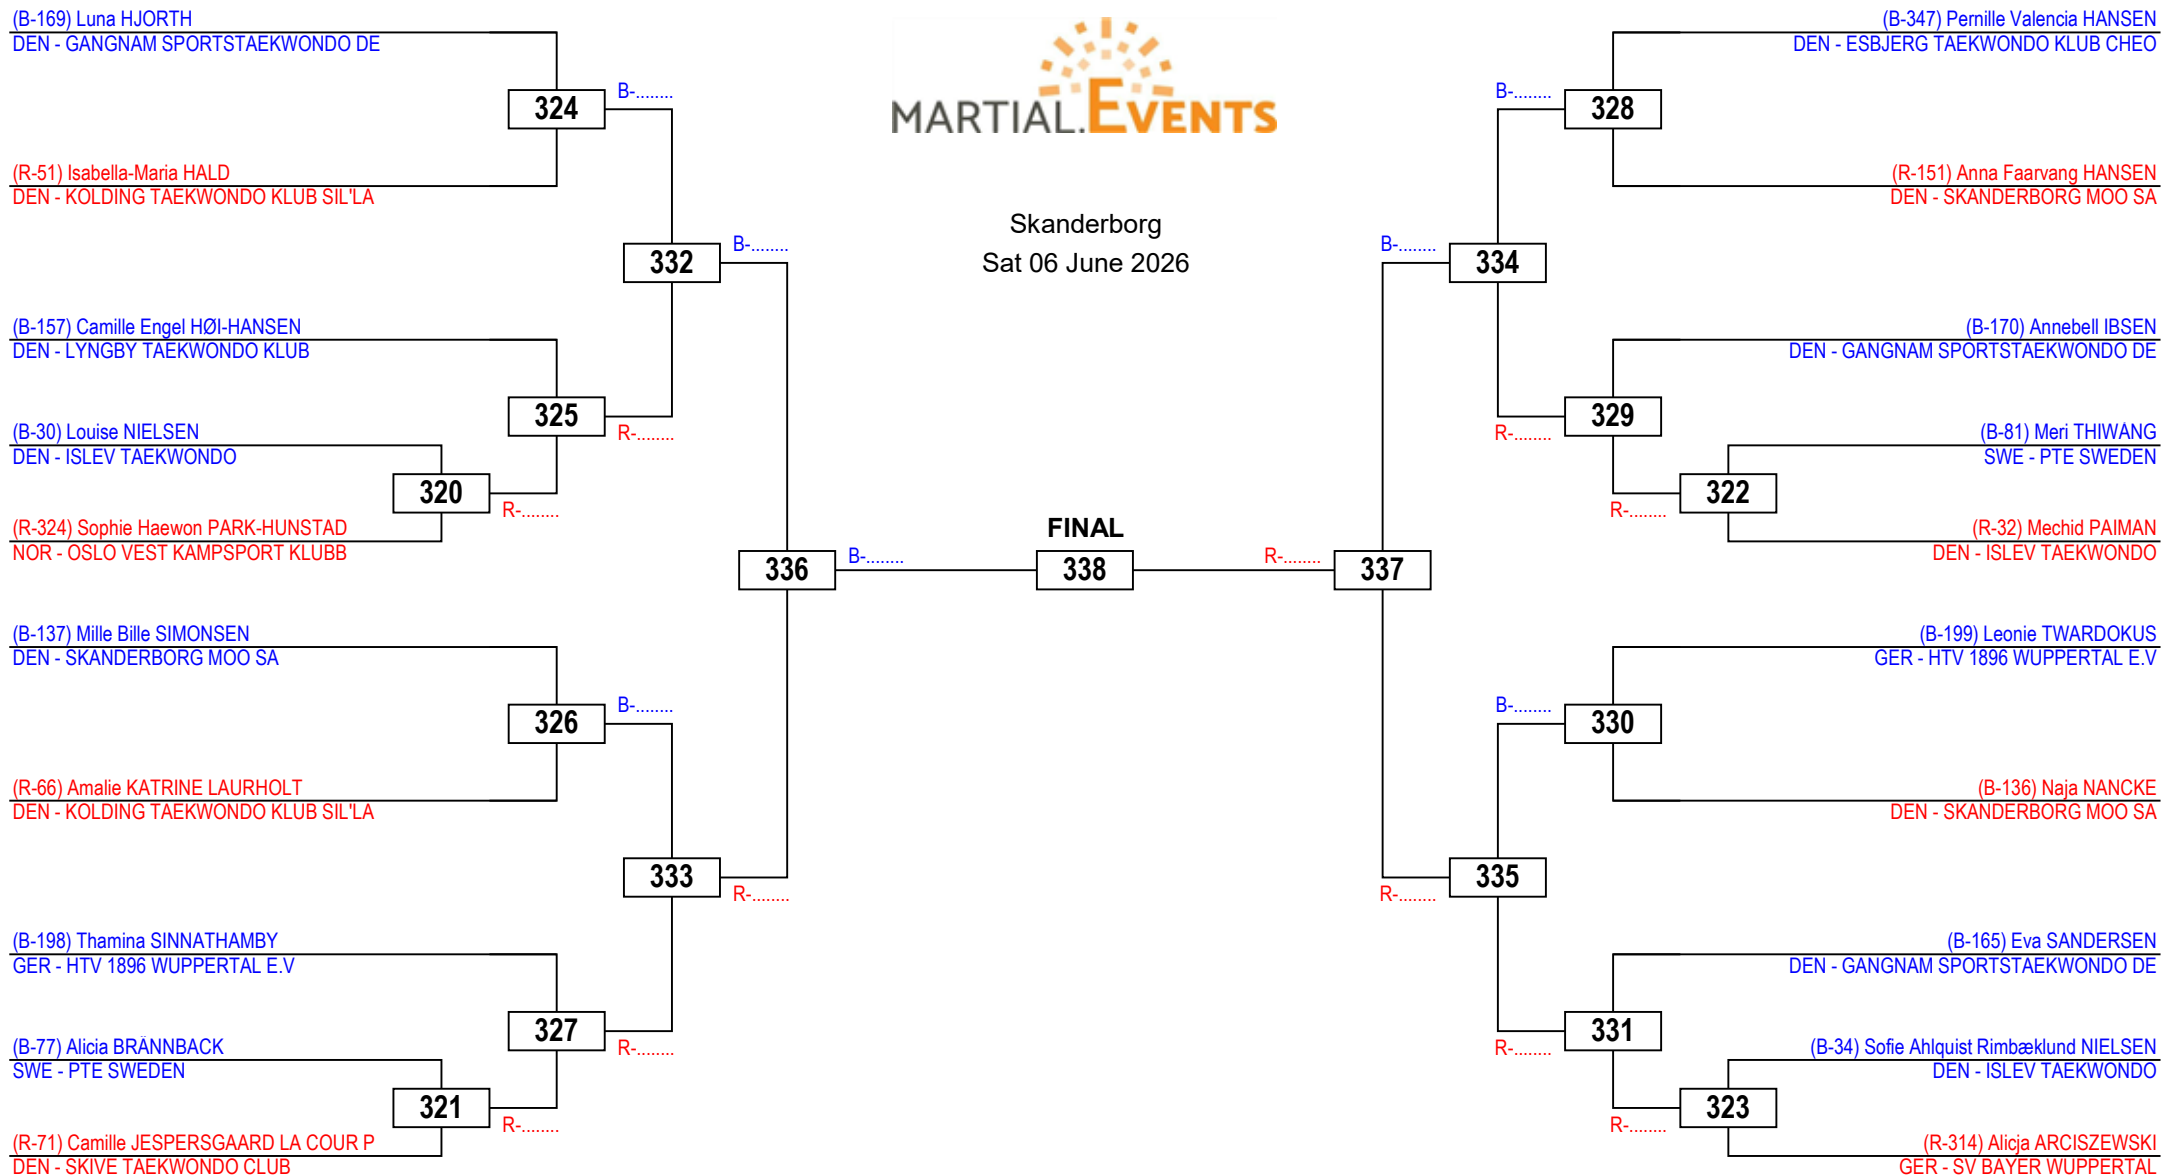 (B-169) Luna HJORTH
DEN - GANGNAM SPORTSTAEKWONDO DE
324
B-........
(R-51) Isabella-Maria HALD
DEN - KOLDING TAEKWONDO KLUB SIL'LA
332
B-........
(B-157) Camille Engel HØI-HANSEN
DEN - LYNGBY TAEKWONDO KLUB
325
R-........
(B-30) Louise NIELSEN
DEN - ISLEV TAEKWONDO
320
R-........
(R-324) Sophie Haewon PARK-HUNSTAD
NOR - OSLO VEST KAMPSPORT KLUBB
336
B-........
(B-137) Mille Bille SIMONSEN
DEN - SKANDERBORG MOO SA
326
B-........
(R-66) Amalie KATRINE LAURHOLT
DEN - KOLDING TAEKWONDO KLUB SIL'LA
333
R-........
(B-198) Thamina SINNATHAMBY
GER - HTV 1896 WUPPERTAL E.V
327
R-........
(B-77) Alicia BRÄNNBACK
SWE - PTE SWEDEN
321
R-........
(R-71) Camille JESPERSGAARD LA COUR P
DEN - SKIVE TAEKWONDO CLUB
MARTIAL.EVENTS
Skanderborg
Sat 06 June 2026
FINAL
338
(B-347) Pernille Valencia HANSEN
DEN - ESBJERG TAEKWONDO KLUB CHEO
B-........
328
(R-151) Anna Faarvang HANSEN
DEN - SKANDERBORG MOO SA
B-........
334
(B-170) Annebell IBSEN
DEN - GANGNAM SPORTSTAEKWONDO DE
329
R-........
(B-81) Meri THIWANG
SWE - PTE SWEDEN
322
R-........
(R-32) Mechid PAIMAN
DEN - ISLEV TAEKWONDO
R-........
337
(B-199) Leonie TWARDOKUS
GER - HTV 1896 WUPPERTAL E.V
B-........
330
(B-136) Naja NANCKE
DEN - SKANDERBORG MOO SA
335
R-........
(B-165) Eva SANDERSEN
DEN - GANGNAM SPORTSTAEKWONDO DE
331
R-........
(B-34) Sofie Ahlquist Rimbæklund NIELSEN
DEN - ISLEV TAEKWONDO
323
R-........
(R-314) Alicja ARCISZEWSKI
GER - SV BAYER WUPPERTAL